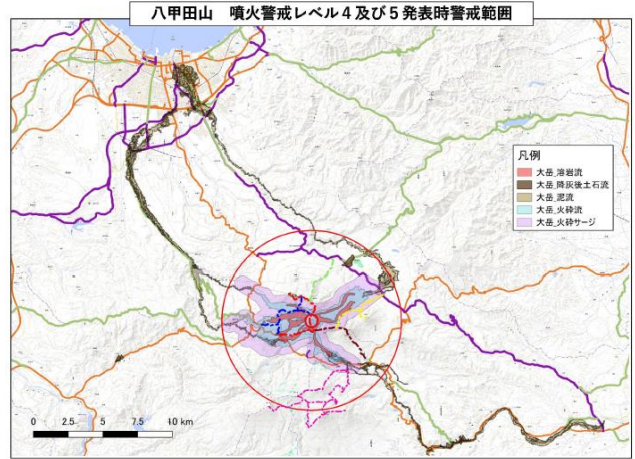 八甲田山 噴火警戒レベル4及び5発表時警戒範囲
凡例
大岳_溶岩流
大岳_降灰後土石流
大岳_泥流
大岳_火砕流
大岳_火砕サージ
0 2.5 5 7.5 10 km